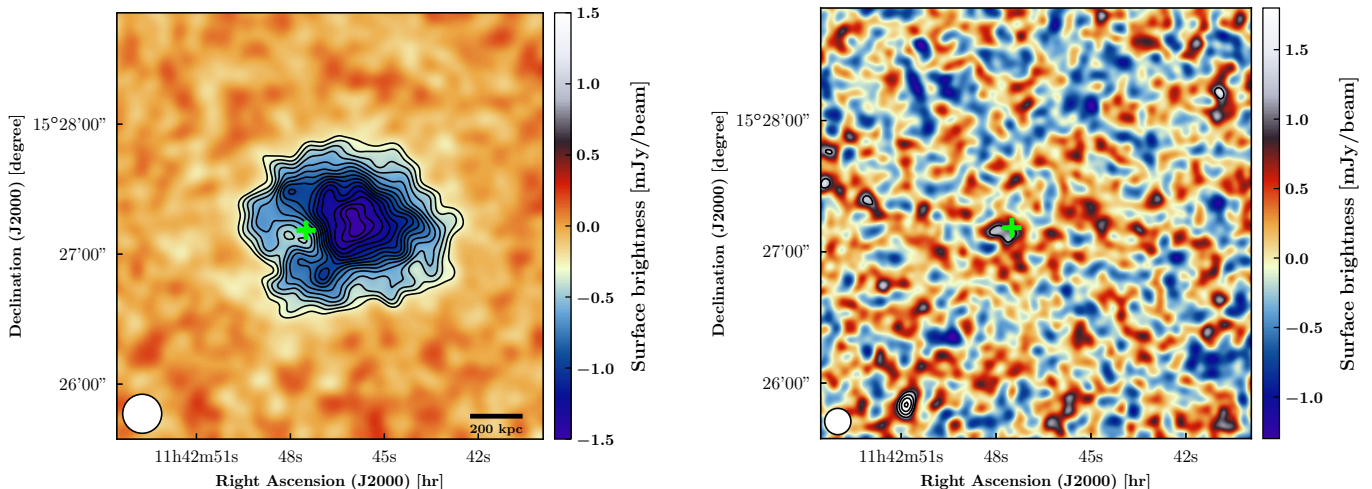 1.5
1.0
0.5
0.0
−0.5
−1.0
−1.5
Surface brightness [mJy/beam]
15°28′00″
27′00″
26′00″
Declination (J2000) [degree]
200 kpc
11h42m51s
48s
45s
42s
Right Ascension (J2000) [hr]
1.5
1.0
0.5
0.0
−0.5
−1.0
Surface brightness [mJy/beam]
15°28′00″
27′00″
26′00″
Declination (J2000) [degree]
11h42m51s
48s
45s
42s
Right Ascension (J2000) [hr]